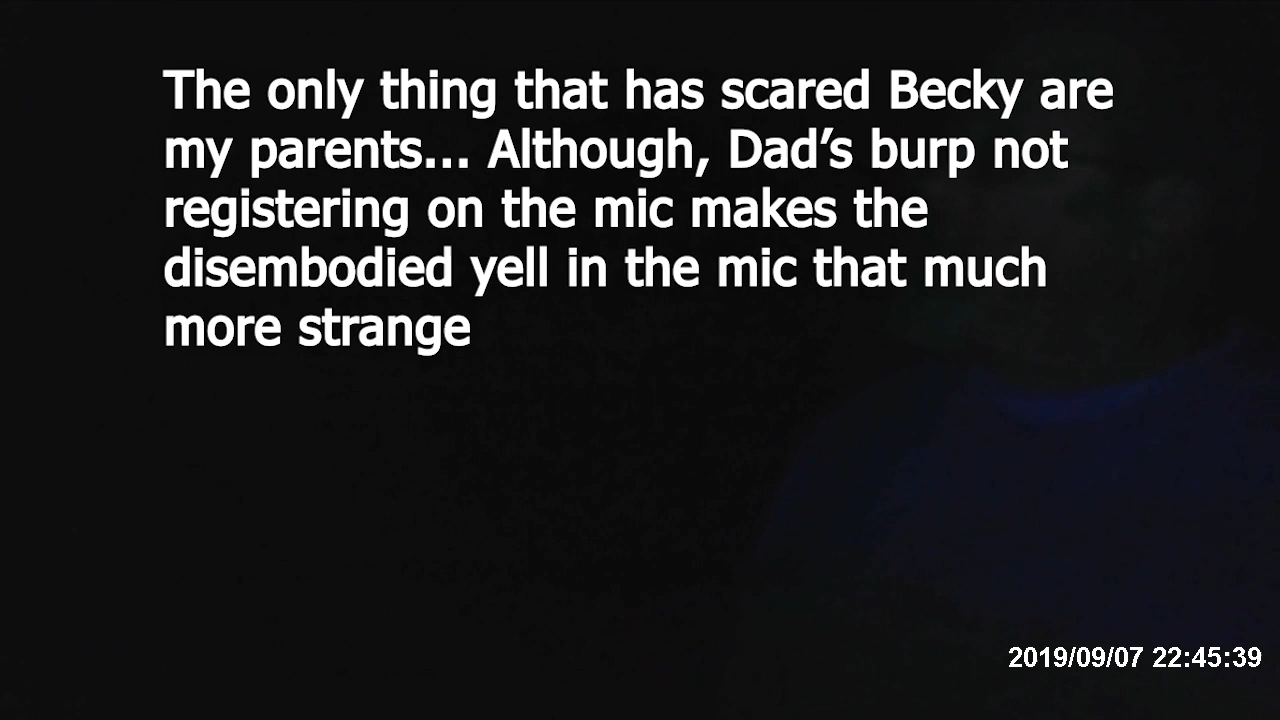 The only thing that has scared Becky are
my parents... Although, Dad’s burp not
registering on the mic makes the
disembodied yell in the mic that much
more strange
2019/09/07 22:45:39